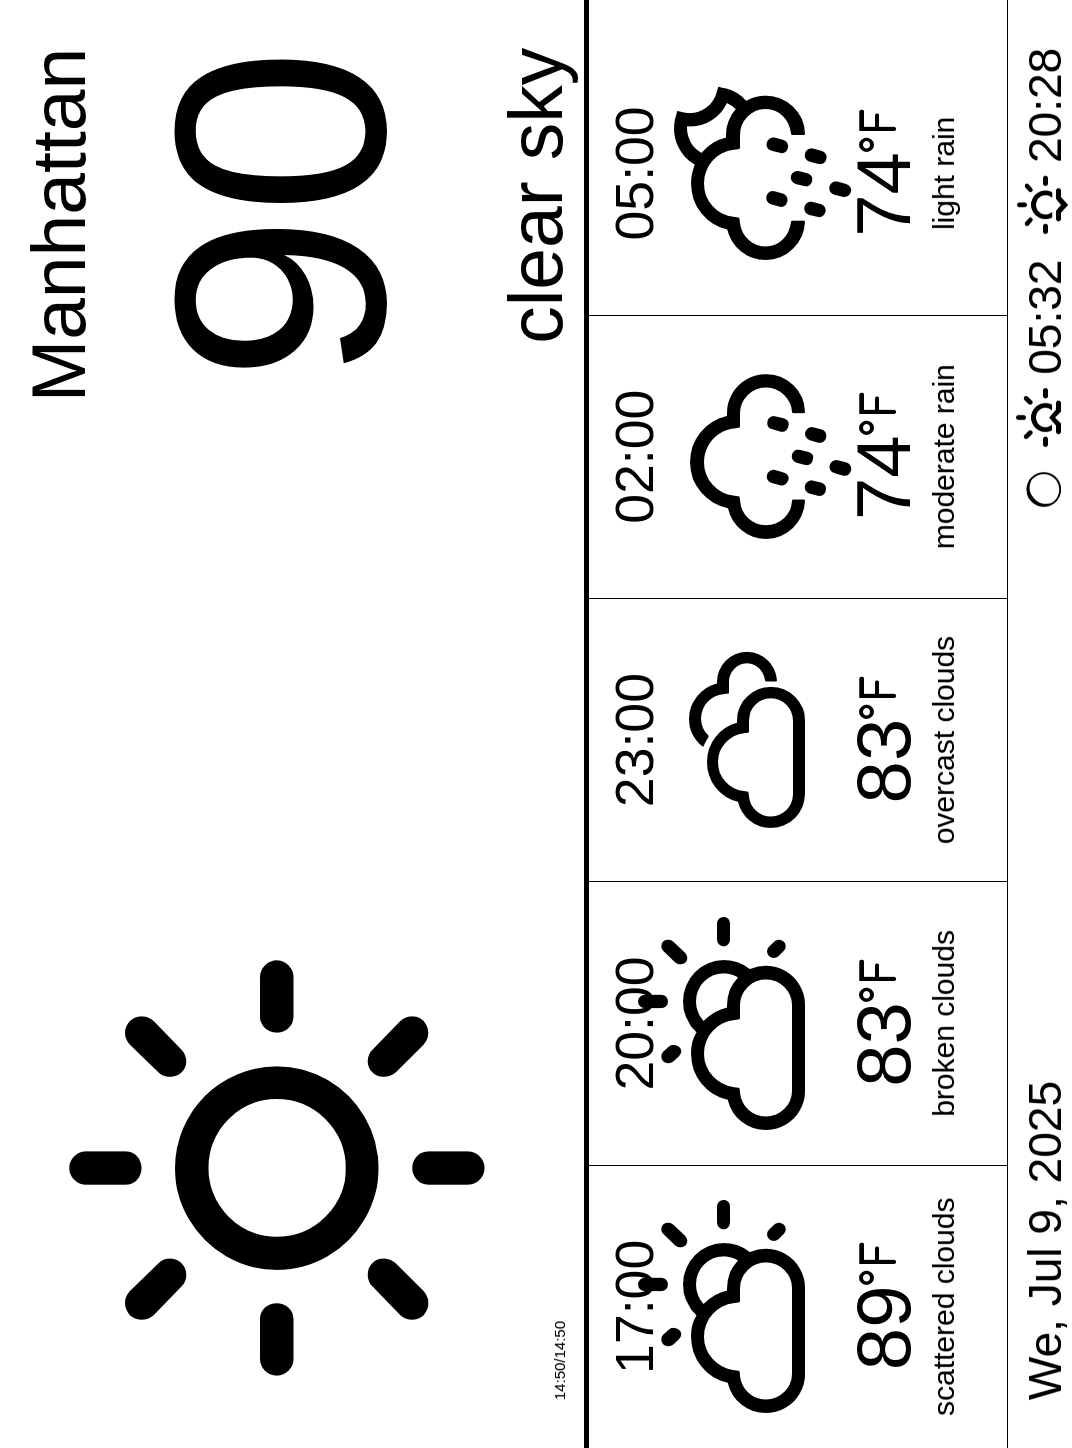 Manhattan
90
clear sky
14:50/14:50
17:00
89°F
scattered clouds
20:00
83°F
broken clouds
23:00
83°F
overcast clouds
02:00
74°F
moderate rain
05:00
74°F
light rain
We, Jul 9, 2025
05:32
20:28